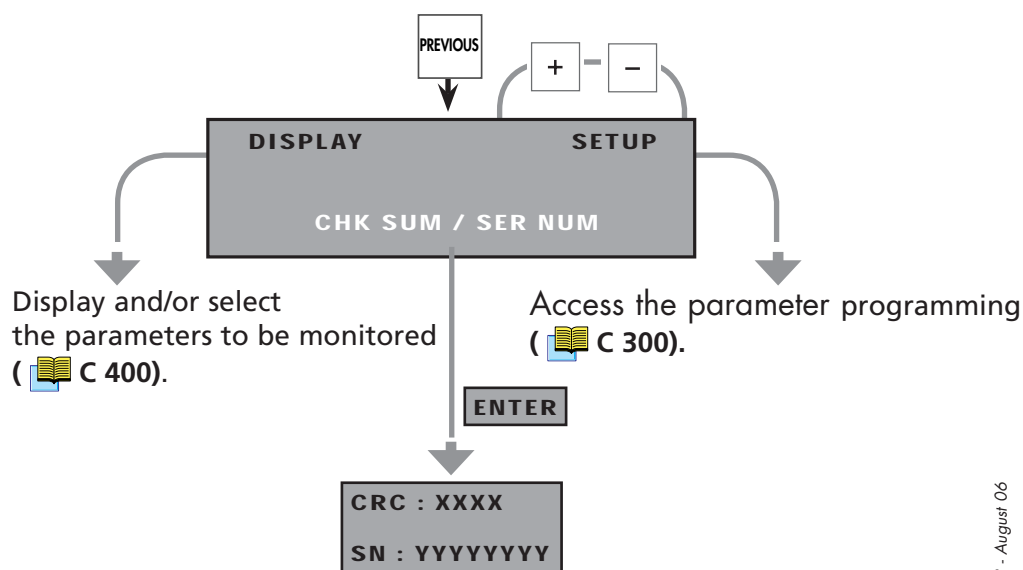 PREVIOUS
+ – –
DISPLAY SETUP
CHK SUM / SER NUM
Display and/or select
the parameters to be monitored
( C 400).
Access the parameter programming
( C 300).
ENTER
CRC : XXXX
SN : YYYYYYYY
- August 06